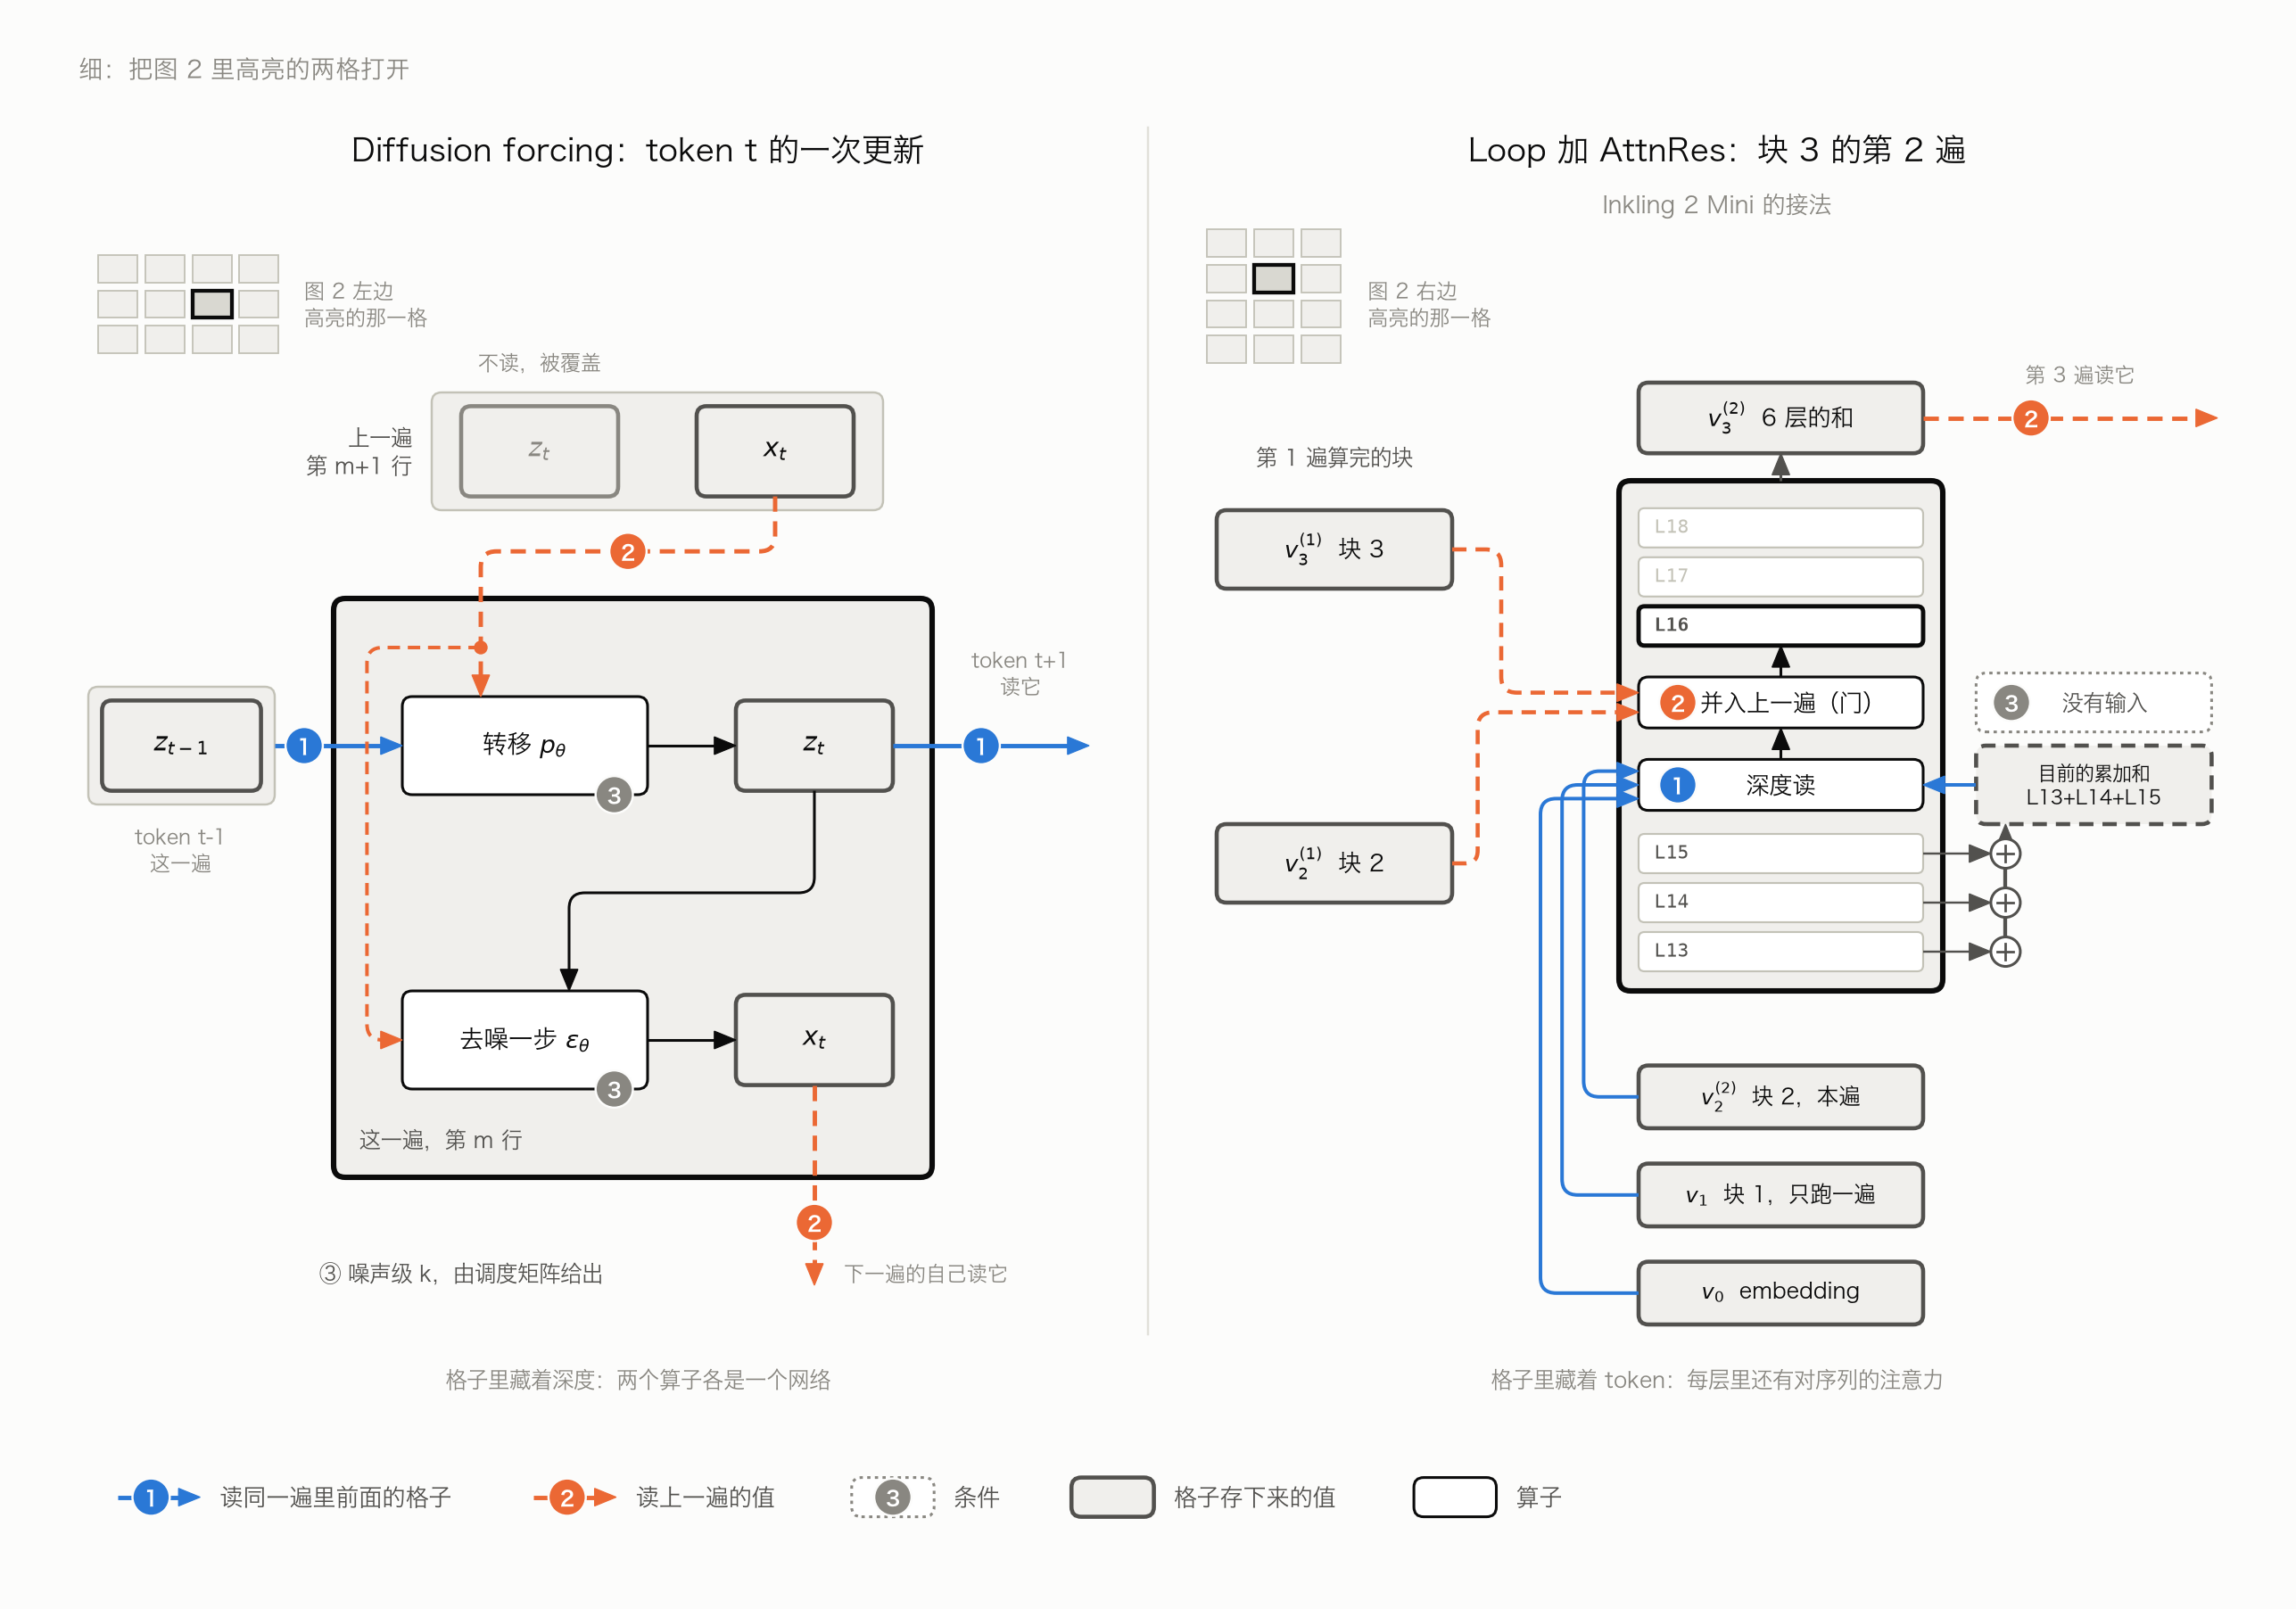 细：把图 2 里高亮的两格打开
Diffusion forcing：token t 的一次更新
图 2 左边
高亮的那一格
不读，被覆盖
上一遍
第 m+1 行
z_t
x_t
2
z_{t−1}
1
token t-1
这一遍
转移 p_θ
3
z_t
1
token t+1
读它
去噪一步 ε_θ
3
x_t
这一遍，第 m 行
2
③ 噪声级 k，由调度矩阵给出
下一遍的自己读它
格子里藏着深度：两个算子各是一个网络
Loop 加 AttnRes：块 3 的第 2 遍
Inkling 2 Mini 的接法
图 2 右边
高亮的那一格
第 3 遍读它
v_3^{(2)} 6 层的和
2
第 1 遍算完的块
v_3^{(1)} 块 3
v_2^{(1)} 块 2
L18
L17
L16
2 并入上一遍（门）
3 没有输入
1 深度读
目前的累加和
L13+L14+L15
L15
L14
L13
v_2^{(2)} 块 2，本遍
v_1 块 1，只跑一遍
v_0 embedding
格子里藏着 token：每层里还有对序列的注意力
1 读同一遍里前面的格子
2 读上一遍的值
3 条件
格子存下来的值
算子